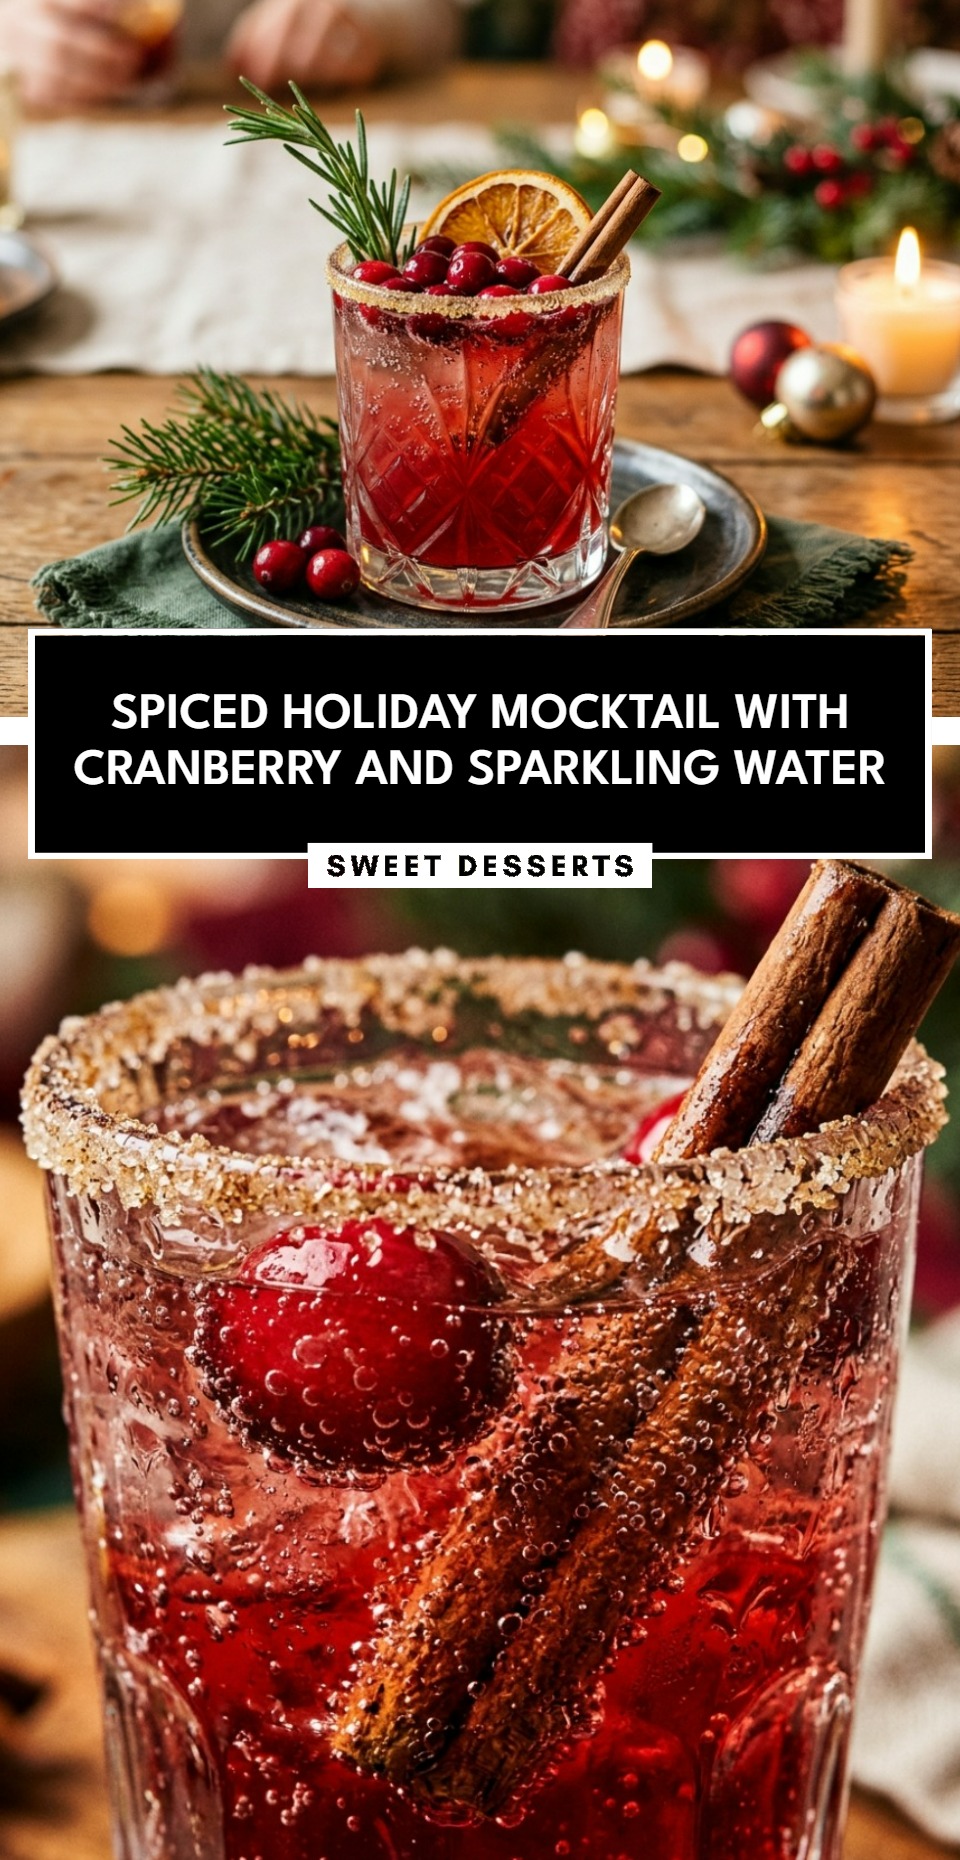 SPICED HOLIDAY MOCKTAIL WITH
CRANBERRY AND SPARKLING WATER
SWEET DESSERTS